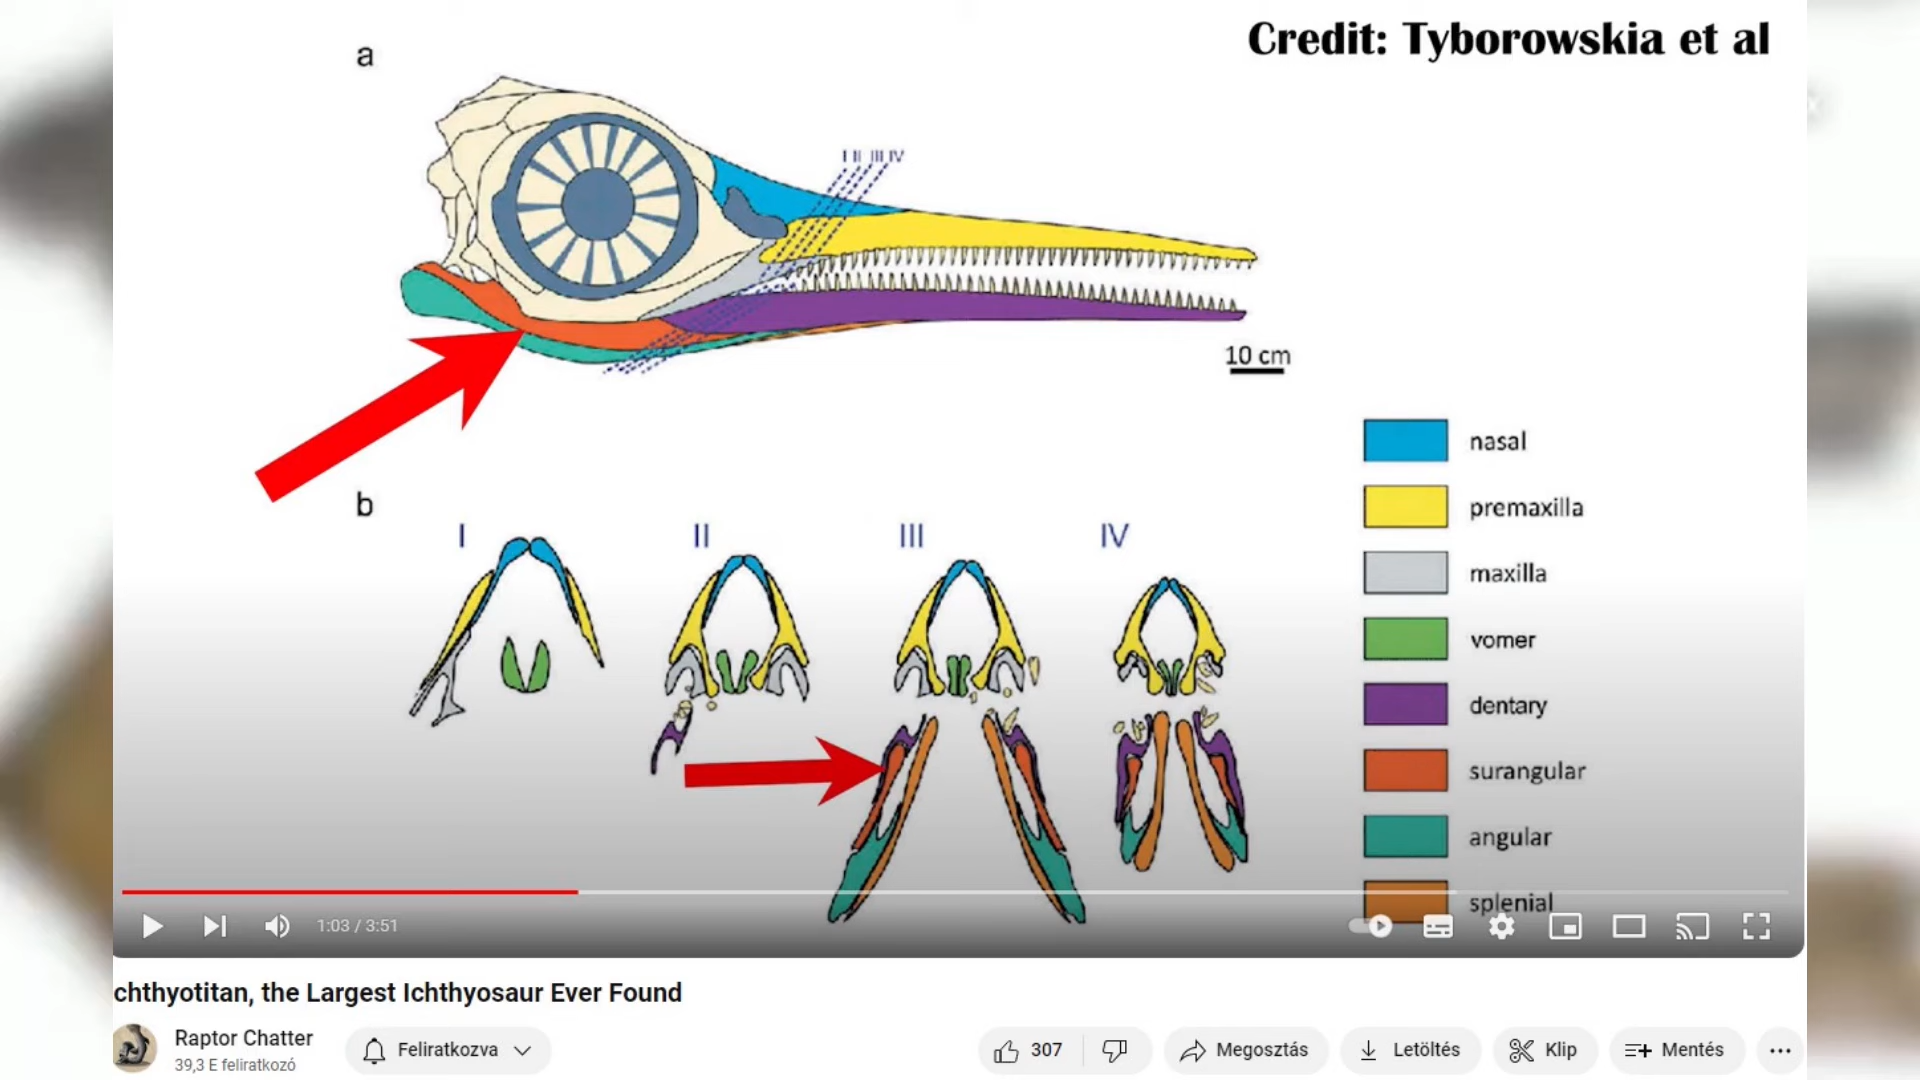 Credit: Tyborowskia et al
a
I II III IV
10 cm
b
I II III IV
nasal
premaxilla
maxilla
vomer
dentary
surangular
angular
splenial
1:03 / 3:51
chthyotitan, the Largest Ichthyosaur Ever Found
Raptor Chatter
39,3 E feliratkozó
Feliratkozva
307
Megosztás
Letöltés
Klip
Mentés